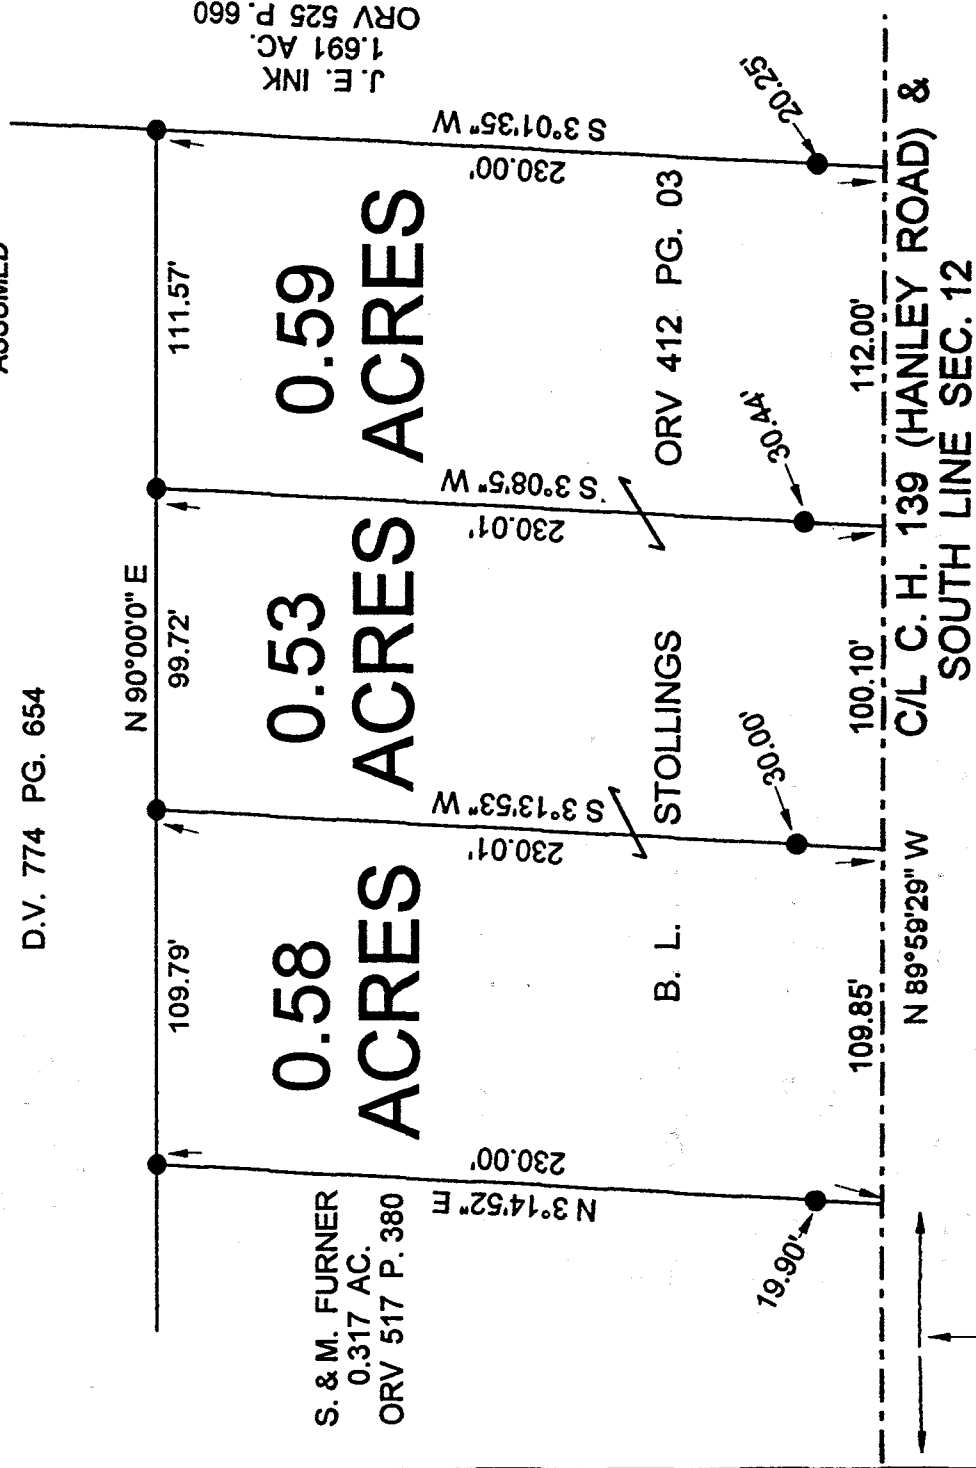 ASSUMED
D.V. 774 PG. 654
N 90°00'0" E
109.79'
99.72'
111.57'
J. E. INK
1.691 AC.
ORV 525 P. 660
S. & M. FURNER
0.317 AC.
ORV 517 P. 380
N 3°14'52" E
230.00'
0.58
ACRES
S 3°13'53" W
230.01'
0.53
ACRES
S 3°08'5" W
230.01'
0.59
ACRES
S 3°01'35" W
230.00'
B. L. STOLLINGS ORV 412 PG. 03
19.90'
30.00'
30.44'
20.25'
109.85'
100.10'
112.00'
N 89°59'29" W
C/L C. H. 139 (HANLEY ROAD) &
SOUTH LINE SEC. 12